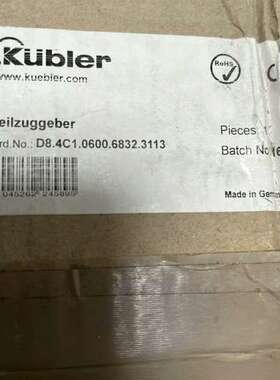 Kübler
RoHS
www.kuebler.com
eilzuggeber
Pieces
rd.No.: D8.4C1.0600.6832.3113
Batch No
Made in Germ